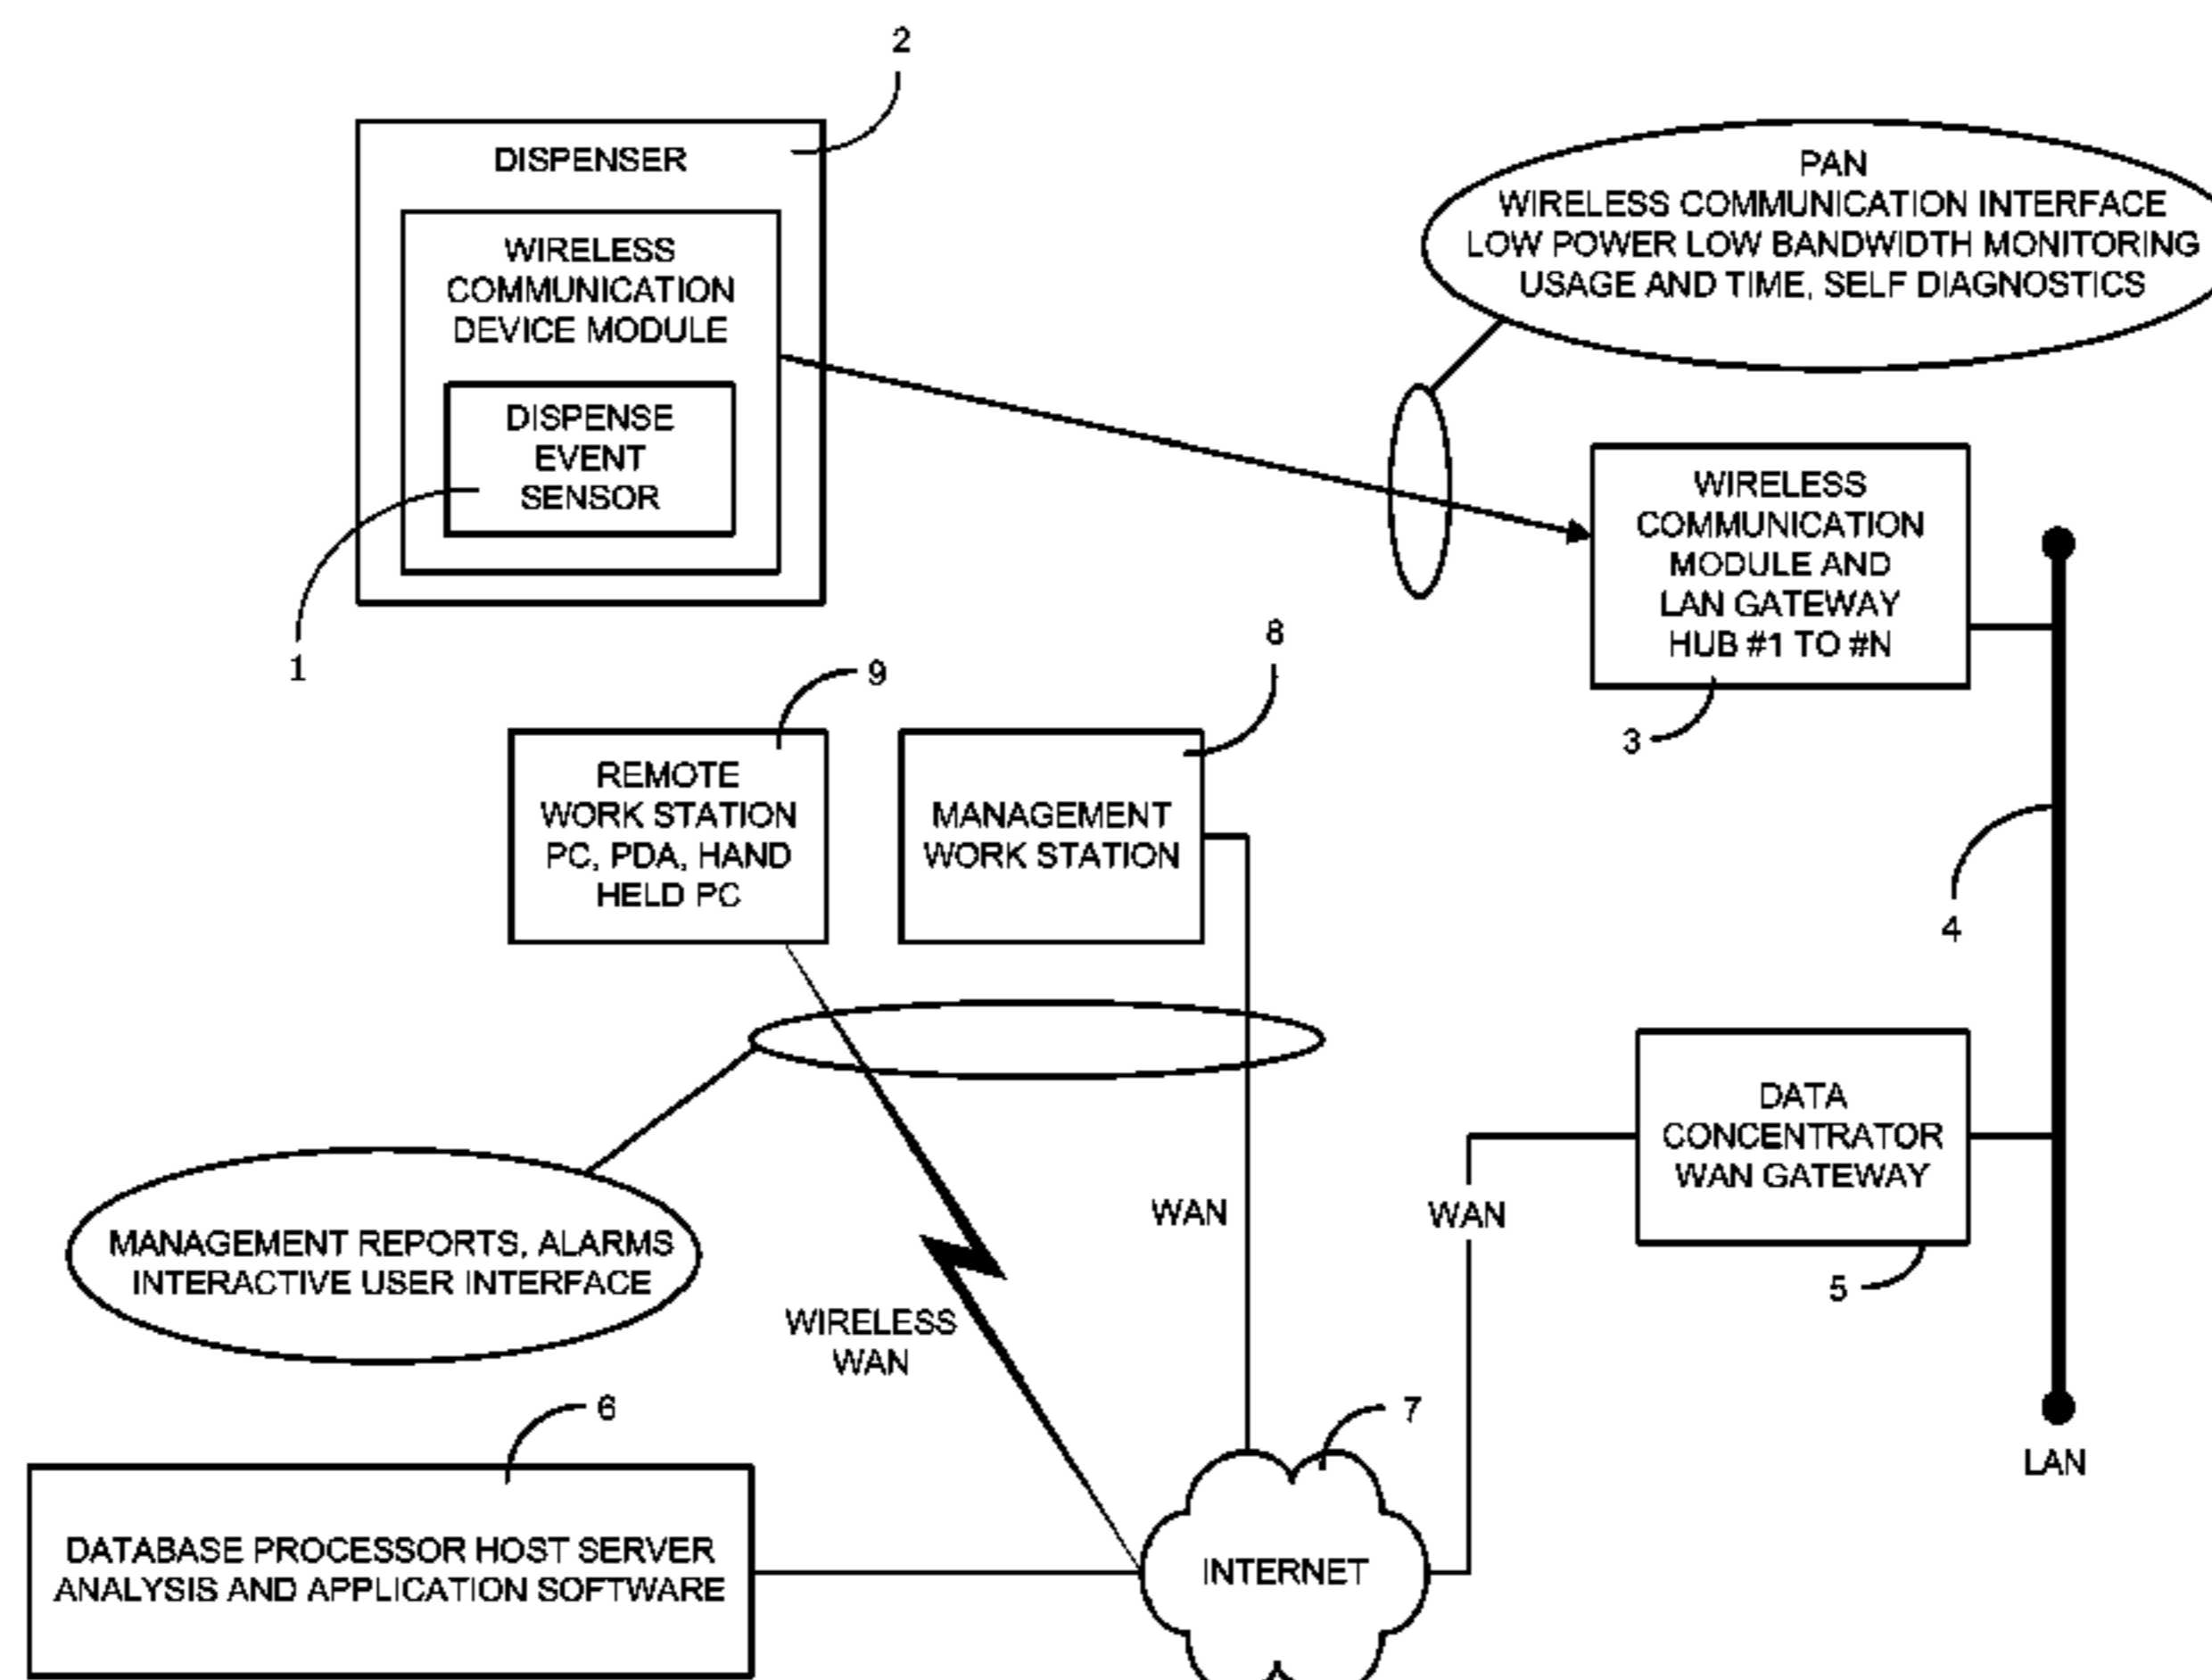 2
DISPENSER
WIRELESS
COMMUNICATION
DEVICE MODULE
DISPENSE
EVENT
SENSOR
1
PAN
WIRELESS COMMUNICATION INTERFACE
LOW POWER LOW BANDWIDTH MONITORING
USAGE AND TIME, SELF DIAGNOSTICS
WIRELESS
COMMUNICATION
MODULE AND
LAN GATEWAY
HUB #1 TO #N
3
4
9
REMOTE
WORK STATION
PC, PDA, HAND
HELD PC
8
MANAGEMENT
WORK STATION
DATA
CONCENTRATOR
WAN GATEWAY
5
WAN
WAN
MANAGEMENT REPORTS, ALARMS
INTERACTIVE USER INTERFACE
WIRELESS
WAN
LAN
6
DATABASE PROCESSOR HOST SERVER
ANALYSIS AND APPLICATION SOFTWARE
7
INTERNET